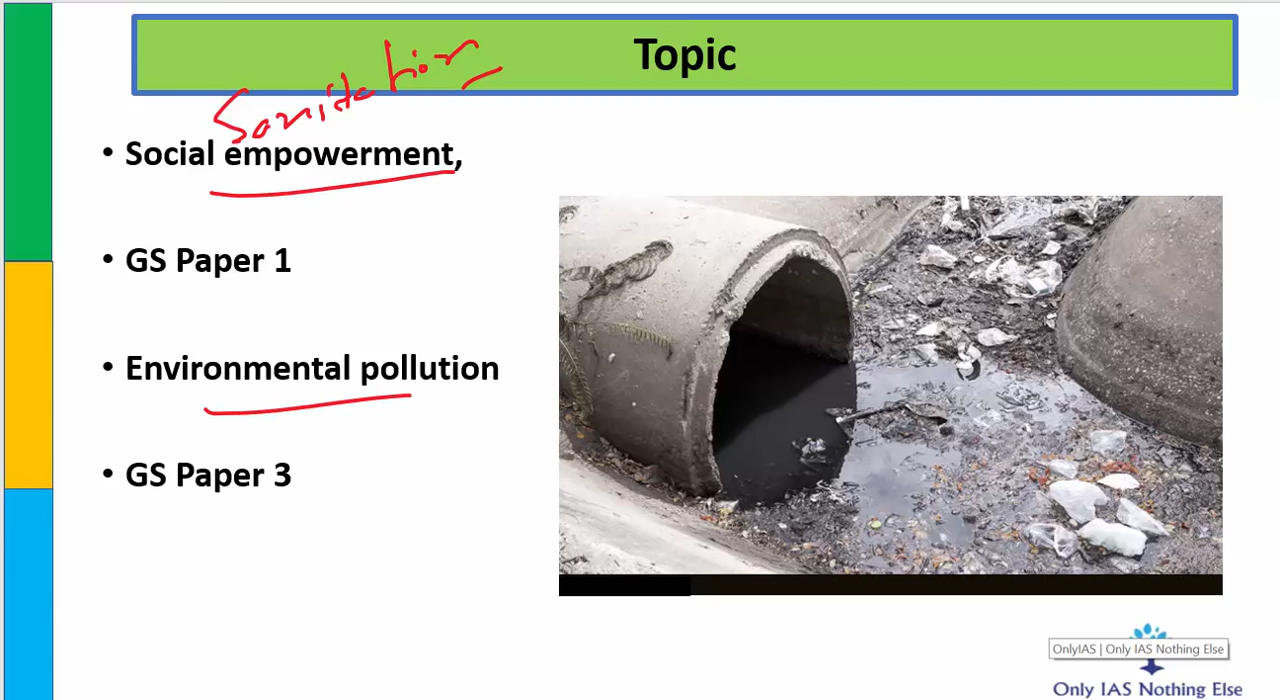 Topic
Sanitation
• Social empowerment,
• GS Paper 1
• Environmental pollution
• GS Paper 3
OnlyIAS | Only IAS Nothing Else
Only IAS Nothing Else